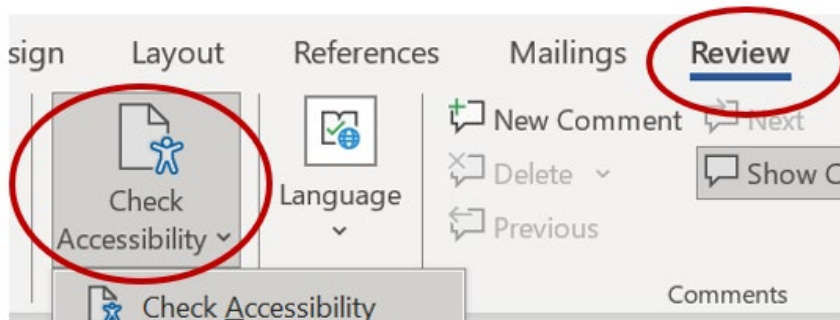 sign Layout References Mailings Review
Check
Accessibility
Language
New Comment Next
Delete Show C
Previous
Comments
Check Accessibility